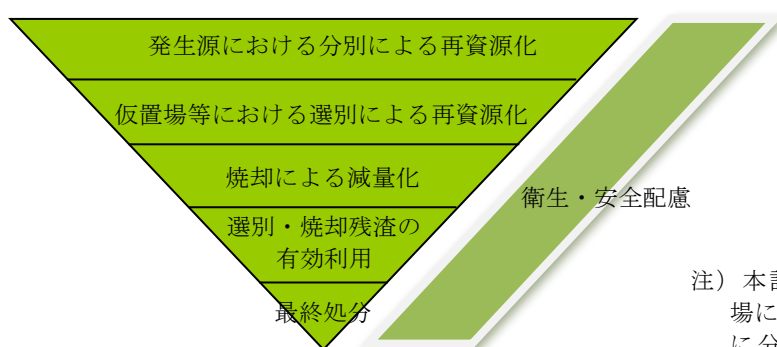 発生源における分別による再資源化
仮置場等における選別による再資源化
焼却による減量化
衛生・安全配慮
選別・焼却残渣の
有効利用
最終処分
注）本
場に
に分